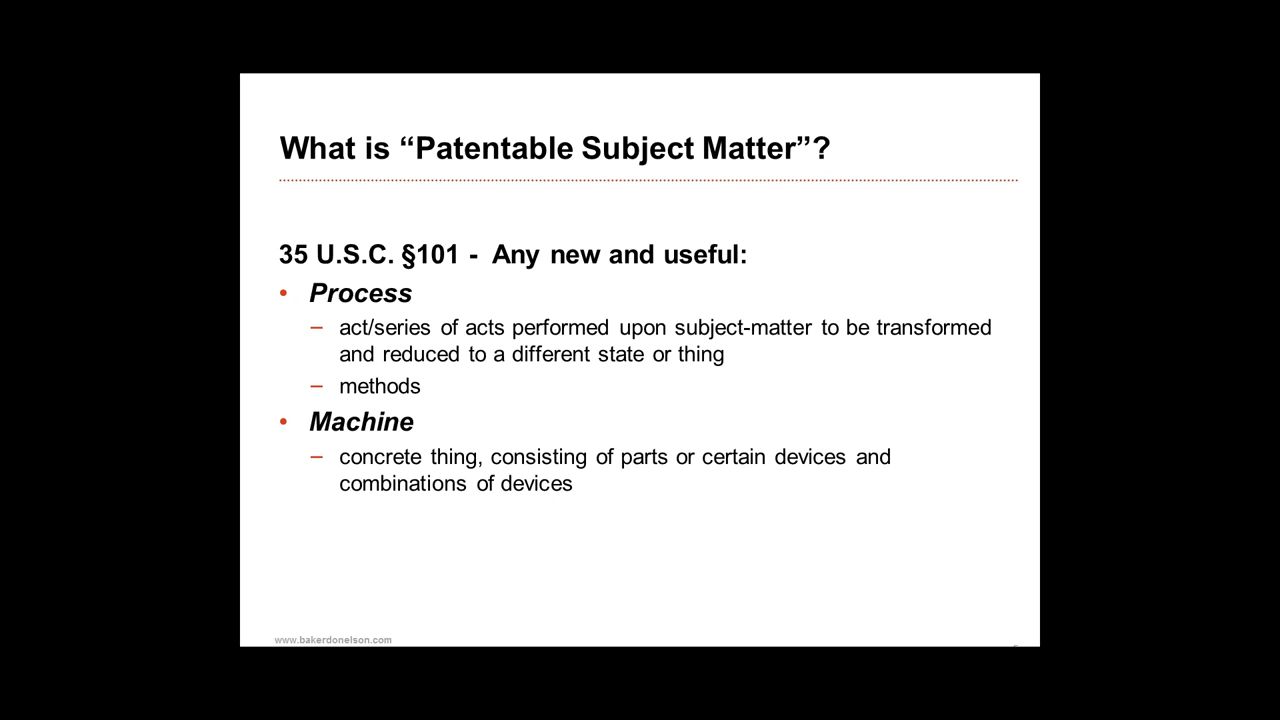 What is “Patentable Subject Matter”?
35 U.S.C. §101 - Any new and useful:
• Process
– act/series of acts performed upon subject-matter to be transformed
and reduced to a different state or thing
– methods
• Machine
– concrete thing, consisting of parts or certain devices and
combinations of devices
www.bakerdonelson.com